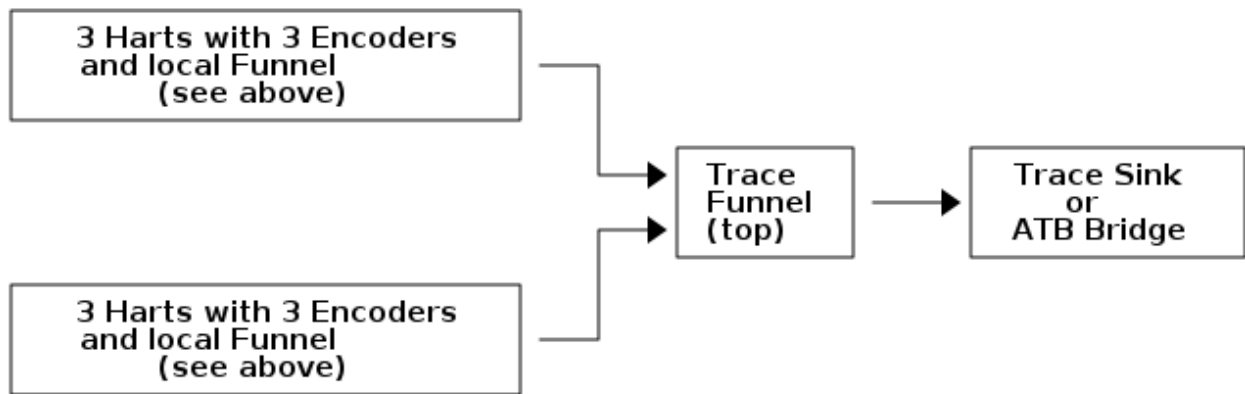 3 Harts with 3 Encoders
and local Funnel
(see above)
Trace
Funnel
(top)
Trace Sink
or
ATB Bridge
3 Harts with 3 Encoders
and local Funnel
(see above)